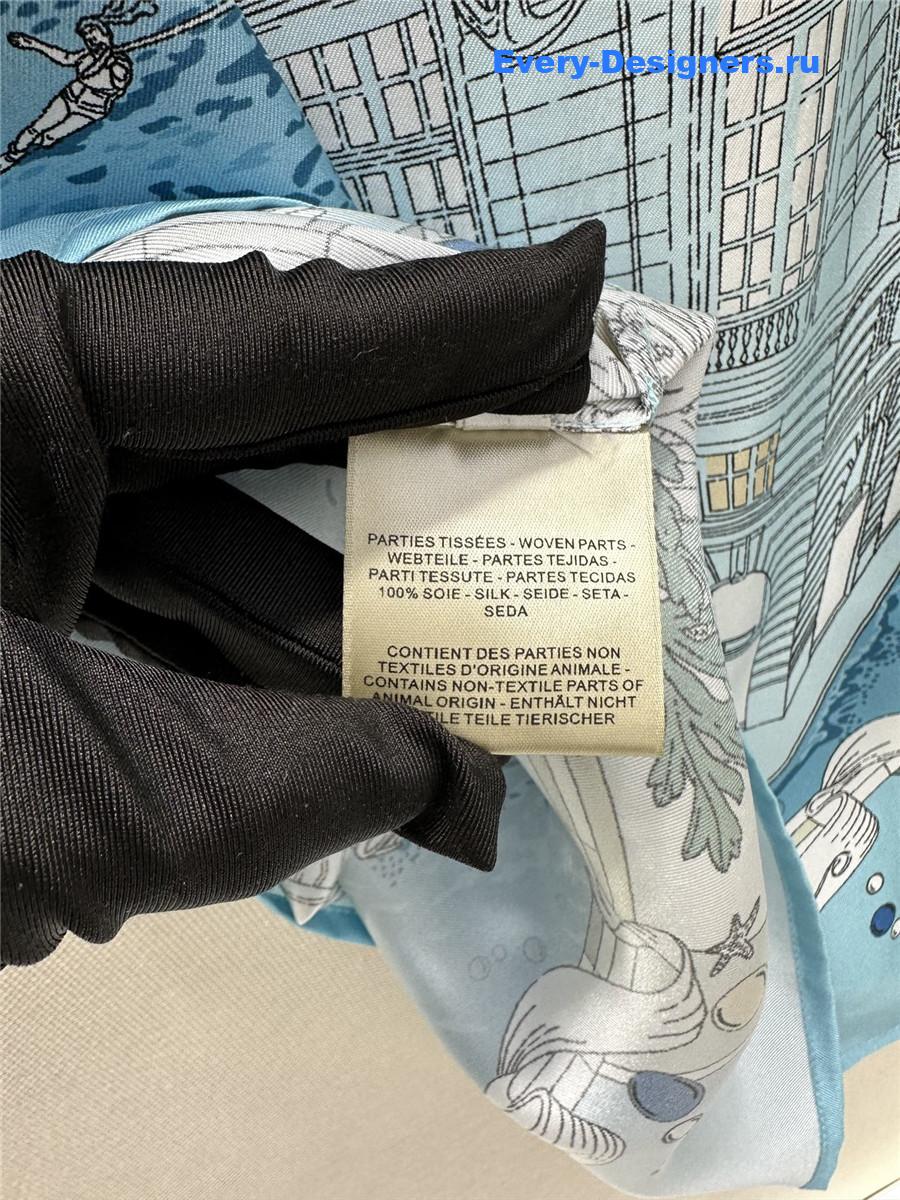 Every-Designers.ru
PARTIES TISSÉES - WOVEN PARTS -
WEBTEILE - PARTES TEJIDAS -
PARTI TESSUTE - PARTES TECIDAS
100% SOIE - SILK - SEIDE - SETA -
SEDA
CONTIENT DES PARTIES NON
TEXTILES D'ORIGINE ANIMALE -
CONTAINS NON-TEXTILE PARTS OF
ANIMAL ORIGIN - ENTHÄLT NICHT
TEILE TIERISCHER